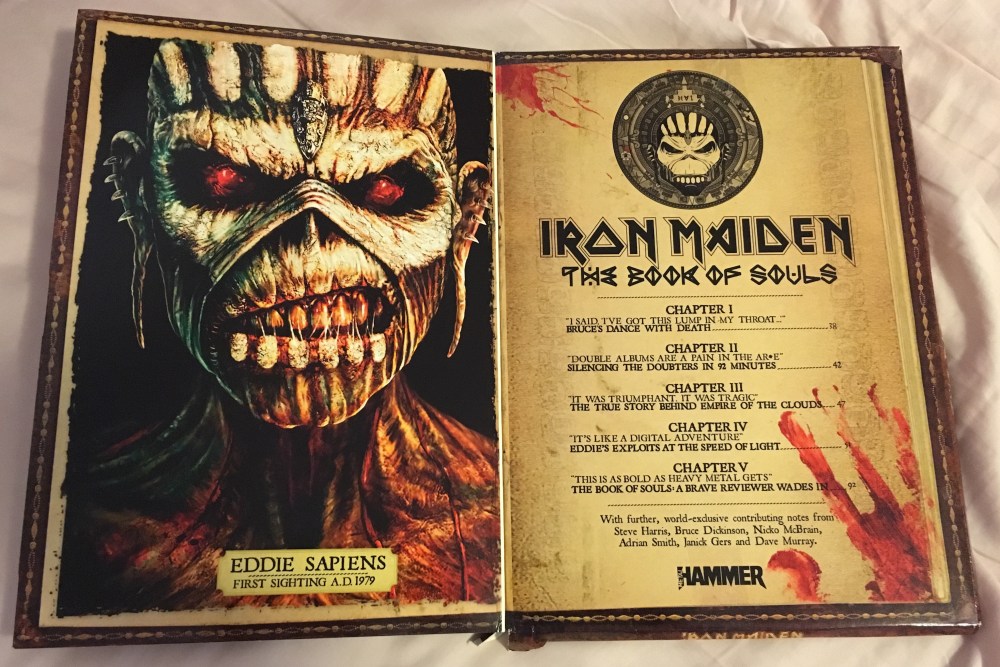 EDDIE SAPIENS
FIRST SIGHTING A.D. 1979
IRON MAIDEN
THE BOOK OF SOULS
CHAPTER I
"I SAID, 'I'VE GOT THIS LUMP IN MY THROAT..."
BRUCE'S DANCE WITH DEATH 38
CHAPTER II
"DOUBLE ALBUMS ARE A PAIN IN THE AR•E"
SILENCING THE DOUBTERS IN 92 MINUTES 42
CHAPTER III
"IT WAS TRIUMPHANT. IT WAS TRAGIC"
THE TRUE STORY BEHIND EMPIRE OF THE CLOUDS 47
CHAPTER IV
"IT'S LIKE A DIGITAL ADVENTURE"
EDDIE'S EXPLOITS AT THE SPEED OF LIGHT
CHAPTER V
"THIS IS AS BOLD AS HEAVY METAL GETS"
THE BOOK OF SOULS: A BRAVE REVIEWER WADES IN 92
With further, world-exclusive contributing notes from
Steve Harris, Bruce Dickinson, Nicko McBrain,
Adrian Smith, Janick Gers and Dave Murray.
HAMMER
IRON MAIDEN